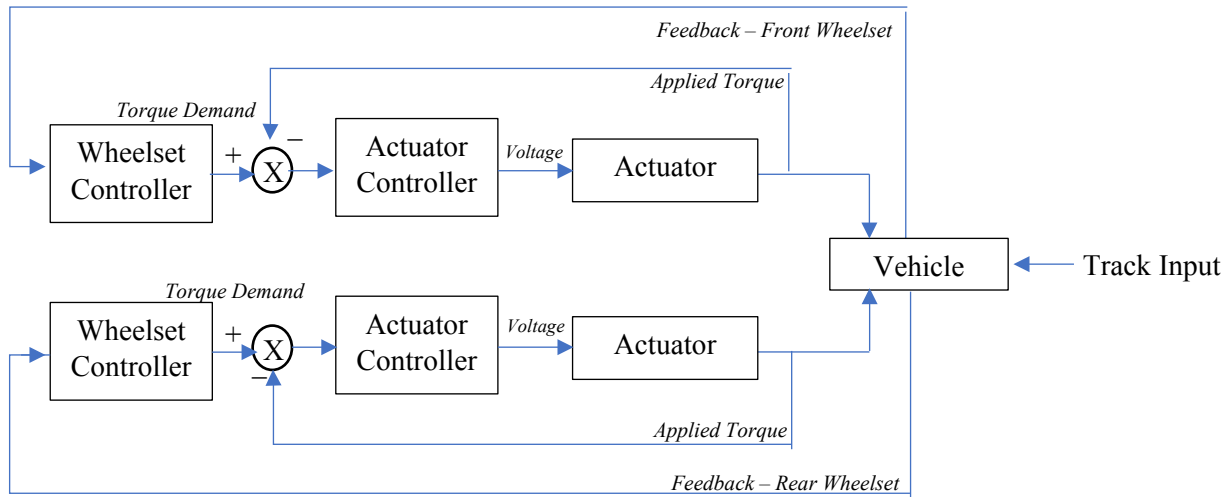 Feedback – Front Wheelset
Applied Torque
Torque Demand
Wheelset
Controller
+
X
−
Actuator
Controller
Voltage
Actuator
Vehicle
Track Input
Torque Demand
Wheelset
Controller
+
X
−
Actuator
Controller
Voltage
Actuator
Applied Torque
Feedback – Rear Wheelset